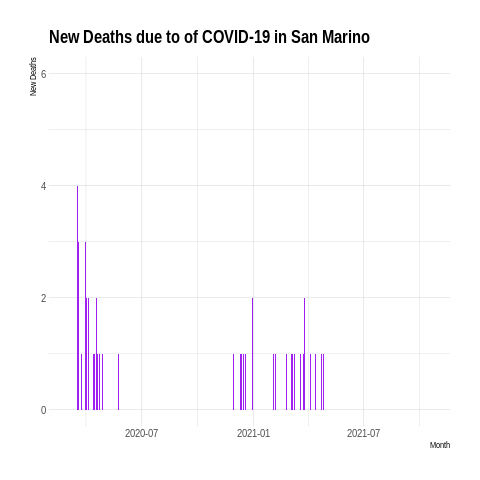 New Deaths due to of COVID-19 in San Marino
New Deaths
6
4
2
0
2020-07
2021-01
2021-07
Month